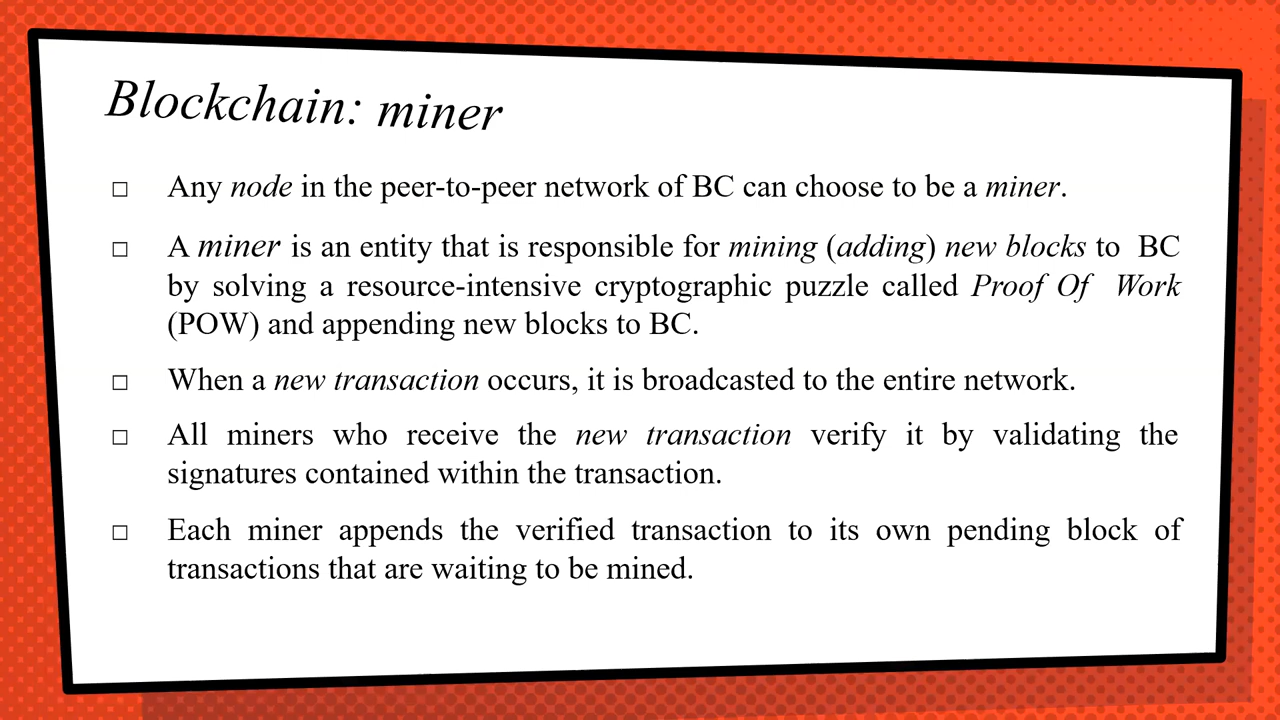 Blockchain: miner
□ Any node in the peer-to-peer network of BC can choose to be a miner.
□ A miner is an entity that is responsible for mining (adding) new blocks to BC
by solving a resource-intensive cryptographic puzzle called Proof Of Work
(POW) and appending new blocks to BC.
□ When a new transaction occurs, it is broadcasted to the entire network.
□ All miners who receive the new transaction verify it by validating the
signatures contained within the transaction.
□ Each miner appends the verified transaction to its own pending block of
transactions that are waiting to be mined.